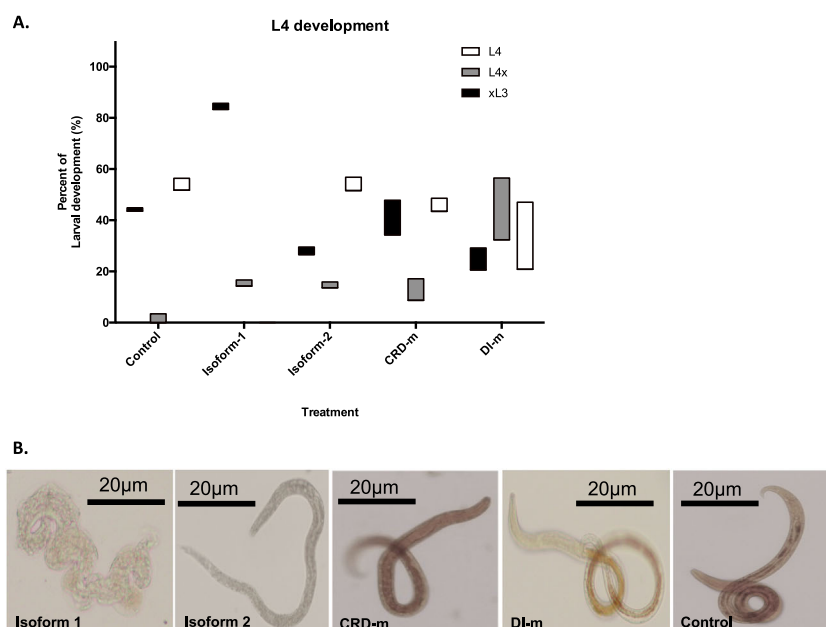 A.
L4 development
L4
L4x
xL3
100
80
60
40
20
0
Percent of
Larval development (%)
Control
Isoform-1
Isoform-2
CRD-m
DI-m
Treatment
B.
20µm
20µm
20µm
20µm
20µm
Isoform 1
Isoform 2
CRD-m
DI-m
Control